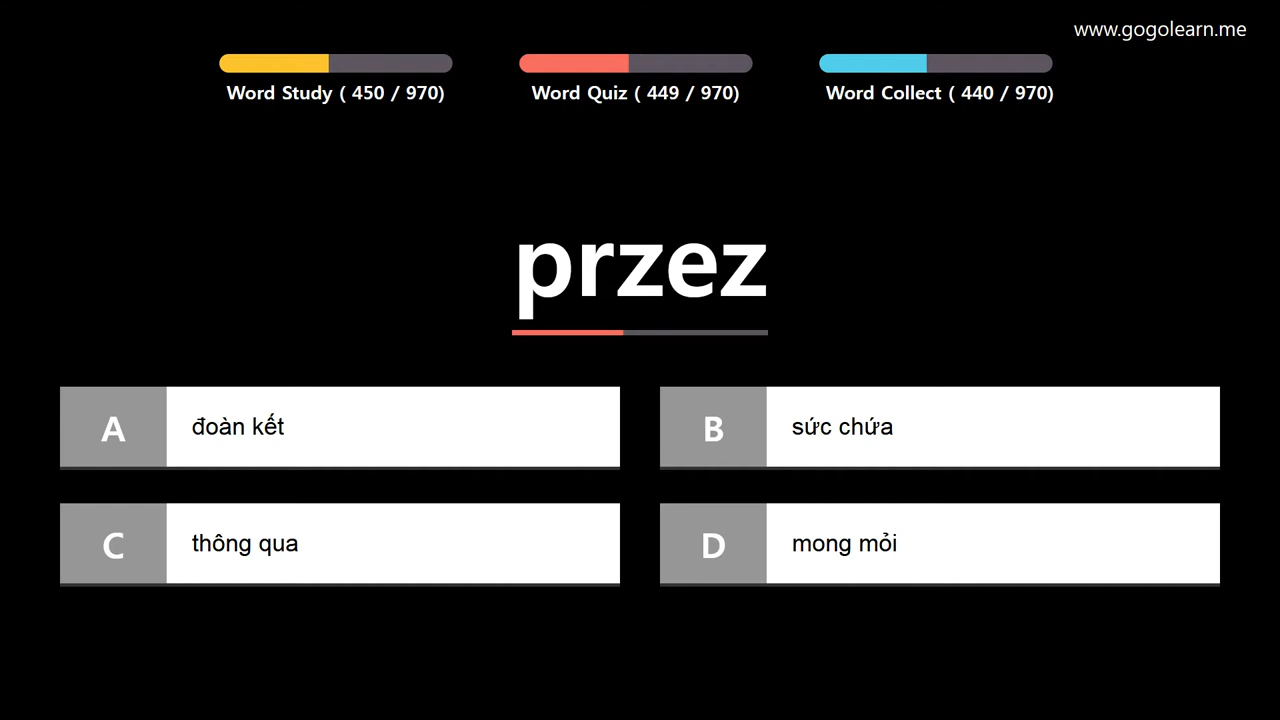 www.gogolearn.me
Word Study ( 450 / 970)
Word Quiz ( 449 / 970)
Word Collect ( 440 / 970)
przez
A
đoàn kết
B
sức chứa
C
thông qua
D
mong mỏi